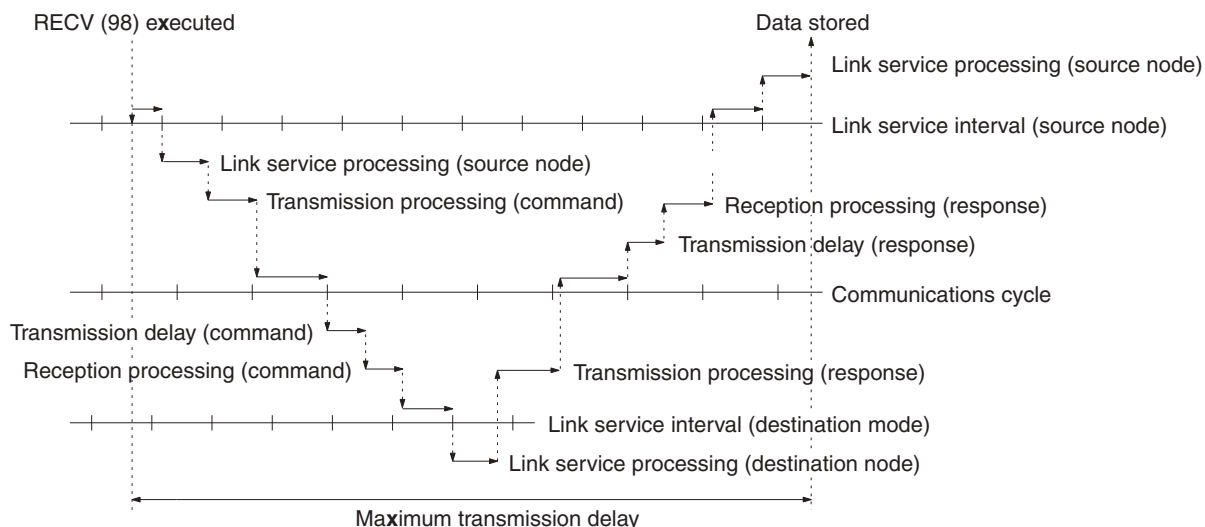 RECV (98) executed
Data stored
Link service processing (source node)
Link service interval (source node)
Link service processing (source node)
Transmission processing (command)
Reception processing (response)
Transmission delay (response)
Communications cycle
Transmission delay (command)
Reception processing (command)
Transmission processing (response)
Link service interval (destination mode)
Link service processing (destination node)
Maximum transmission delay